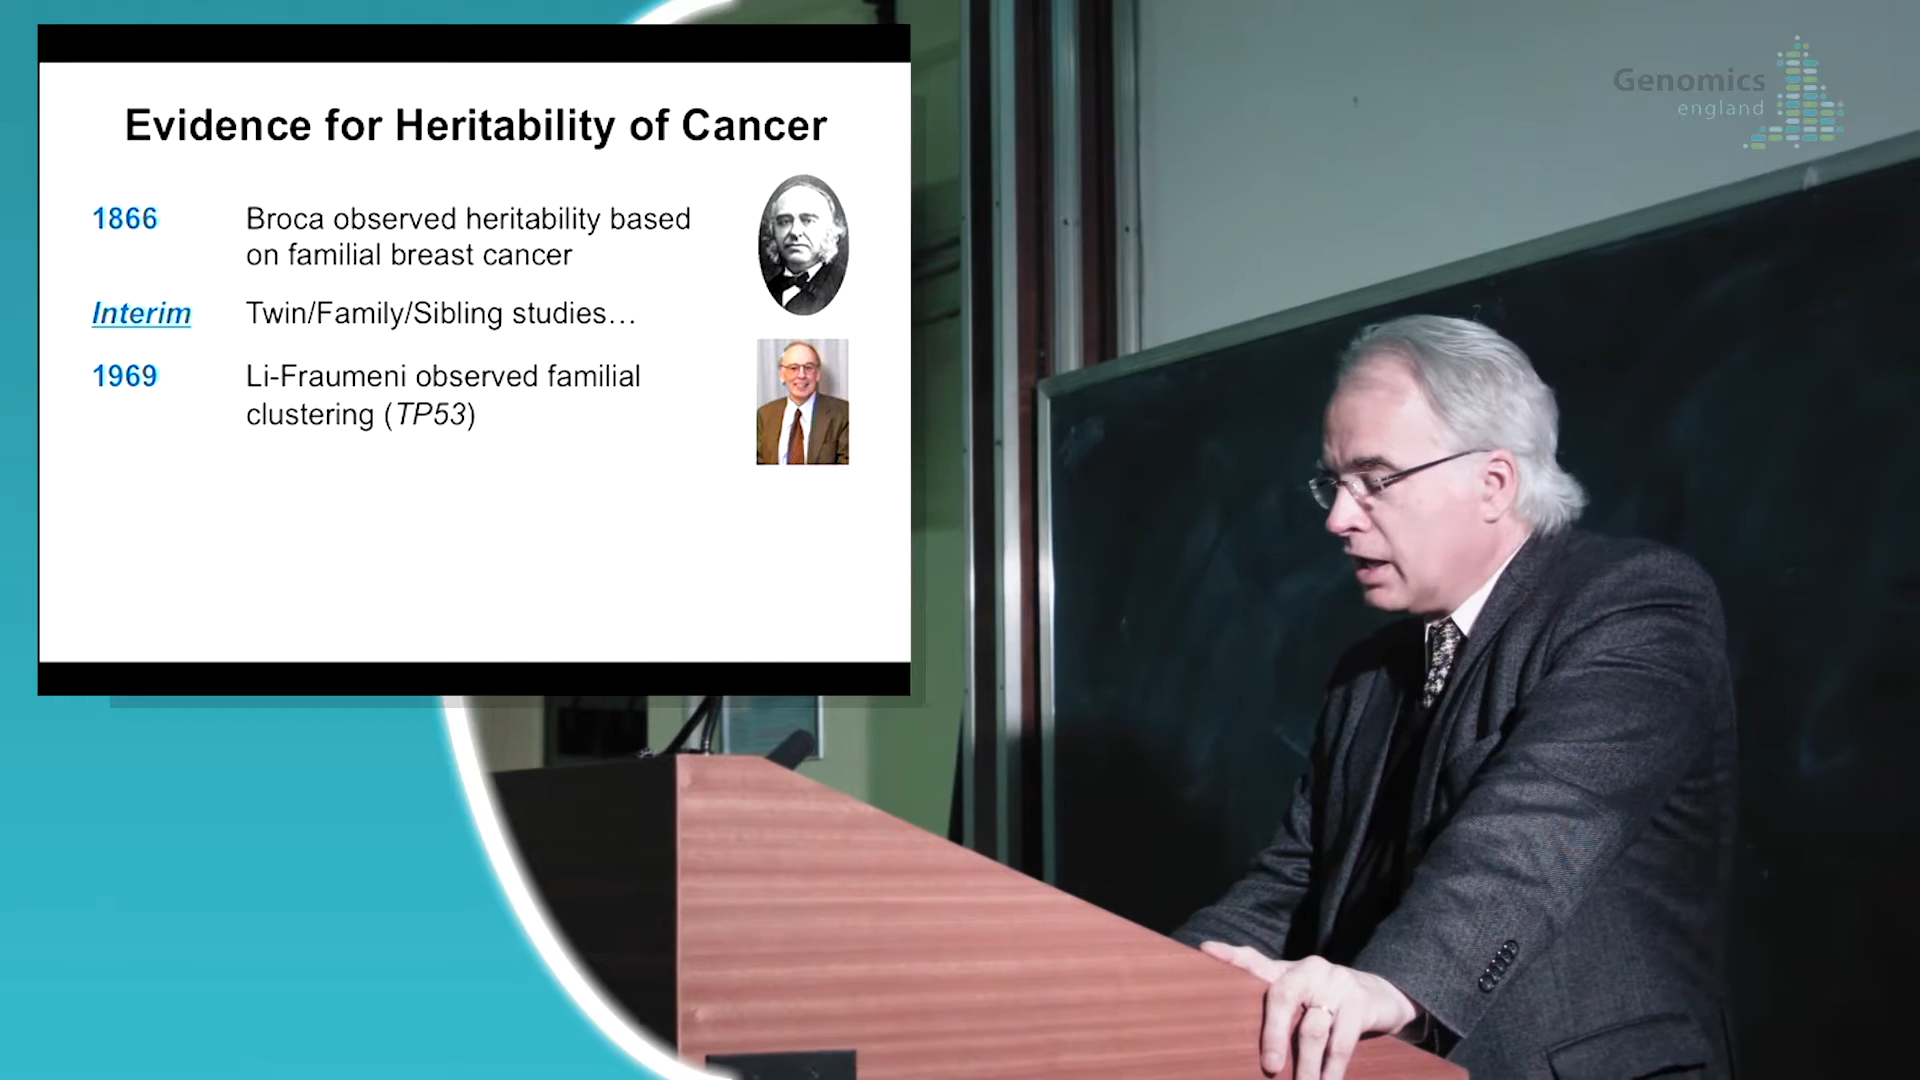 Evidence for Heritability of Cancer
1866
Broca observed heritability based
on familial breast cancer
Interim
Twin/Family/Sibling studies…
1969
Li-Fraumeni observed familial
clustering (TP53)
Genomics
england